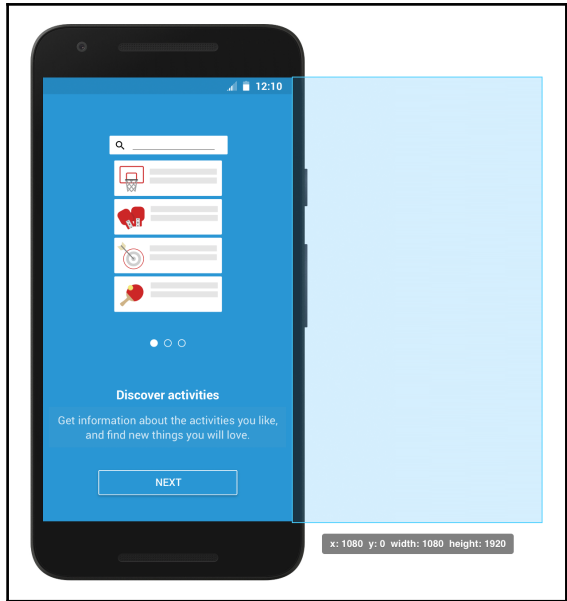 12:10
Discover activities
Get information about the activities you like,
and find new things you will love.
NEXT
x: 1080 y: 0 width: 1080 height: 1920